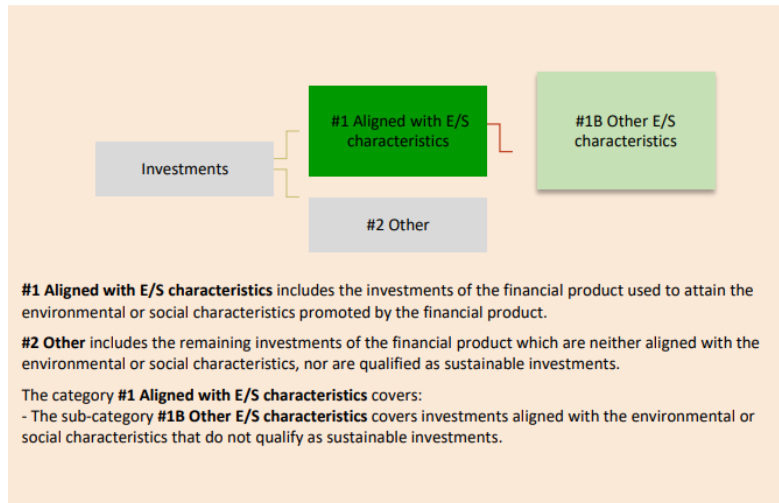 #1 Aligned with E/S
characteristics
#1B Other E/S
characteristics
Investments
#2 Other
#1 Aligned with E/S characteristics includes the investments of the financial product used to attain the
environmental or social characteristics promoted by the financial product.
#2 Other includes the remaining investments of the financial product which are neither aligned with the
environmental or social characteristics, nor are qualified as sustainable investments.
The category #1 Aligned with E/S characteristics covers:
- The sub-category #1B Other E/S characteristics covers investments aligned with the environmental or
social characteristics that do not qualify as sustainable investments.